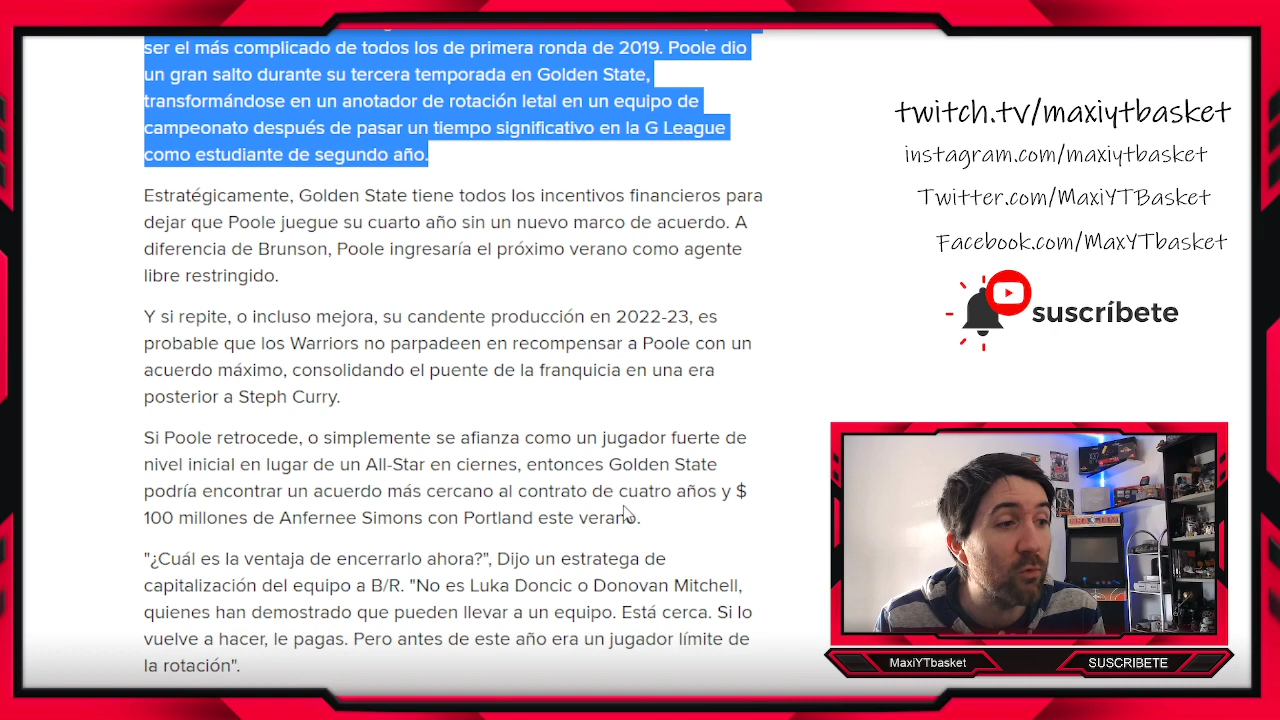 ser el más complicado de todos los de primera ronda de 2019. Poole dio
un gran salto durante su tercera temporada en Golden State,
transformándose en un anotador de rotación letal en un equipo de
campeonato después de pasar un tiempo significativo en la G League
como estudiante de segundo año.
Estratégicamente, Golden State tiene todos los incentivos financieros para
dejar que Poole juegue su cuarto año sin un nuevo marco de acuerdo. A
diferencia de Brunson, Poole ingresaría el próximo verano como agente
libre restringido.
Y si repite, o incluso mejora, su candente producción en 2022-23, es
probable que los Warriors no parpadeen en recompensar a Poole con un
acuerdo máximo, consolidando el puente de la franquicia en una era
posterior a Steph Curry.
Si Poole retrocede, o simplemente se afianza como un jugador fuerte de
nivel inicial en lugar de un All-Star en ciernes, entonces Golden State
podría encontrar un acuerdo más cercano al contrato de cuatro años y $
100 millones de Anfernee Simons con Portland este verano.
"¿Cuál es la ventaja de encerrarlo ahora?", Dijo un estratega de
capitalización del equipo a B/R. "No es Luka Doncic o Donovan Mitchell,
quienes han demostrado que pueden llevar a un equipo. Está cerca. Si lo
vuelve a hacer, le pagas. Pero antes de este año era un jugador límite de
la rotación".
twitch.tv/maxiytbasket
instagram.com/maxiytbasket
Twitter.com/MaxiYTBasket
Facebook.com/MaxYTbasket
suscríbete
NBA JAM
MaxiYTbasket
SUSCRIBETE